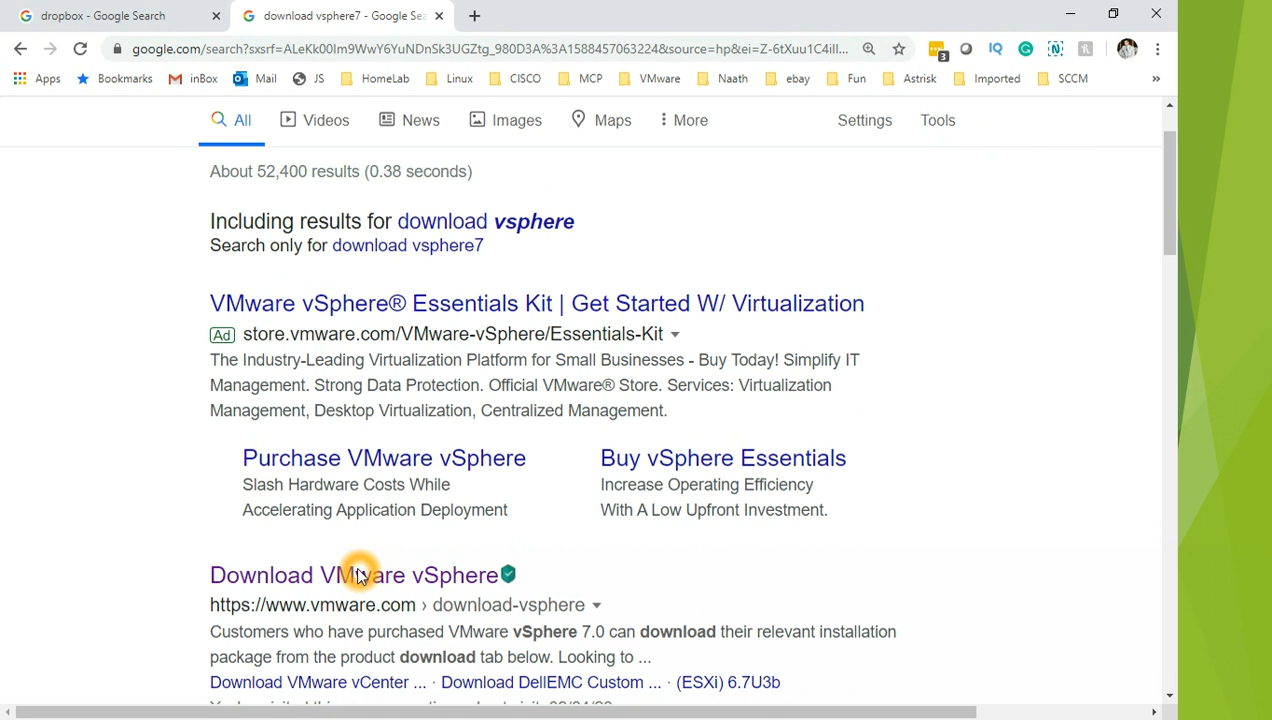 dropbox - Google Search
download vsphere7 - Google Sea
google.com/search?sxsrf=ALeKk00Im9WwY6YuNDnSk3UGZtg_980D3A%3A1588457063224&source=hp&ei=Z-6tXuu1C4ill...
3
IQ
Apps Bookmarks inBox Mail JS HomeLab Linux CISCO MCP VMware Naath ebay Fun Astrisk Imported SCCM »
All Videos News Images Maps More Settings Tools
About 52,400 results (0.38 seconds)
Including results for download vsphere
Search only for download vsphere7
VMware vSphere® Essentials Kit | Get Started W/ Virtualization
Ad store.vmware.com/VMware-vSphere/Essentials-Kit
The Industry-Leading Virtualization Platform for Small Businesses - Buy Today! Simplify IT
Management. Strong Data Protection. Official VMware® Store. Services: Virtualization
Management, Desktop Virtualization, Centralized Management.
Purchase VMware vSphere
Slash Hardware Costs While
Accelerating Application Deployment
Buy vSphere Essentials
Increase Operating Efficiency
With A Low Upfront Investment.
Download VMware vSphere
https://www.vmware.com › download-vsphere
Customers who have purchased VMware vSphere 7.0 can download their relevant installation
package from the product download tab below. Looking to ...
Download VMware vCenter ... · Download DellEMC Custom ... · (ESXi) 6.7U3b